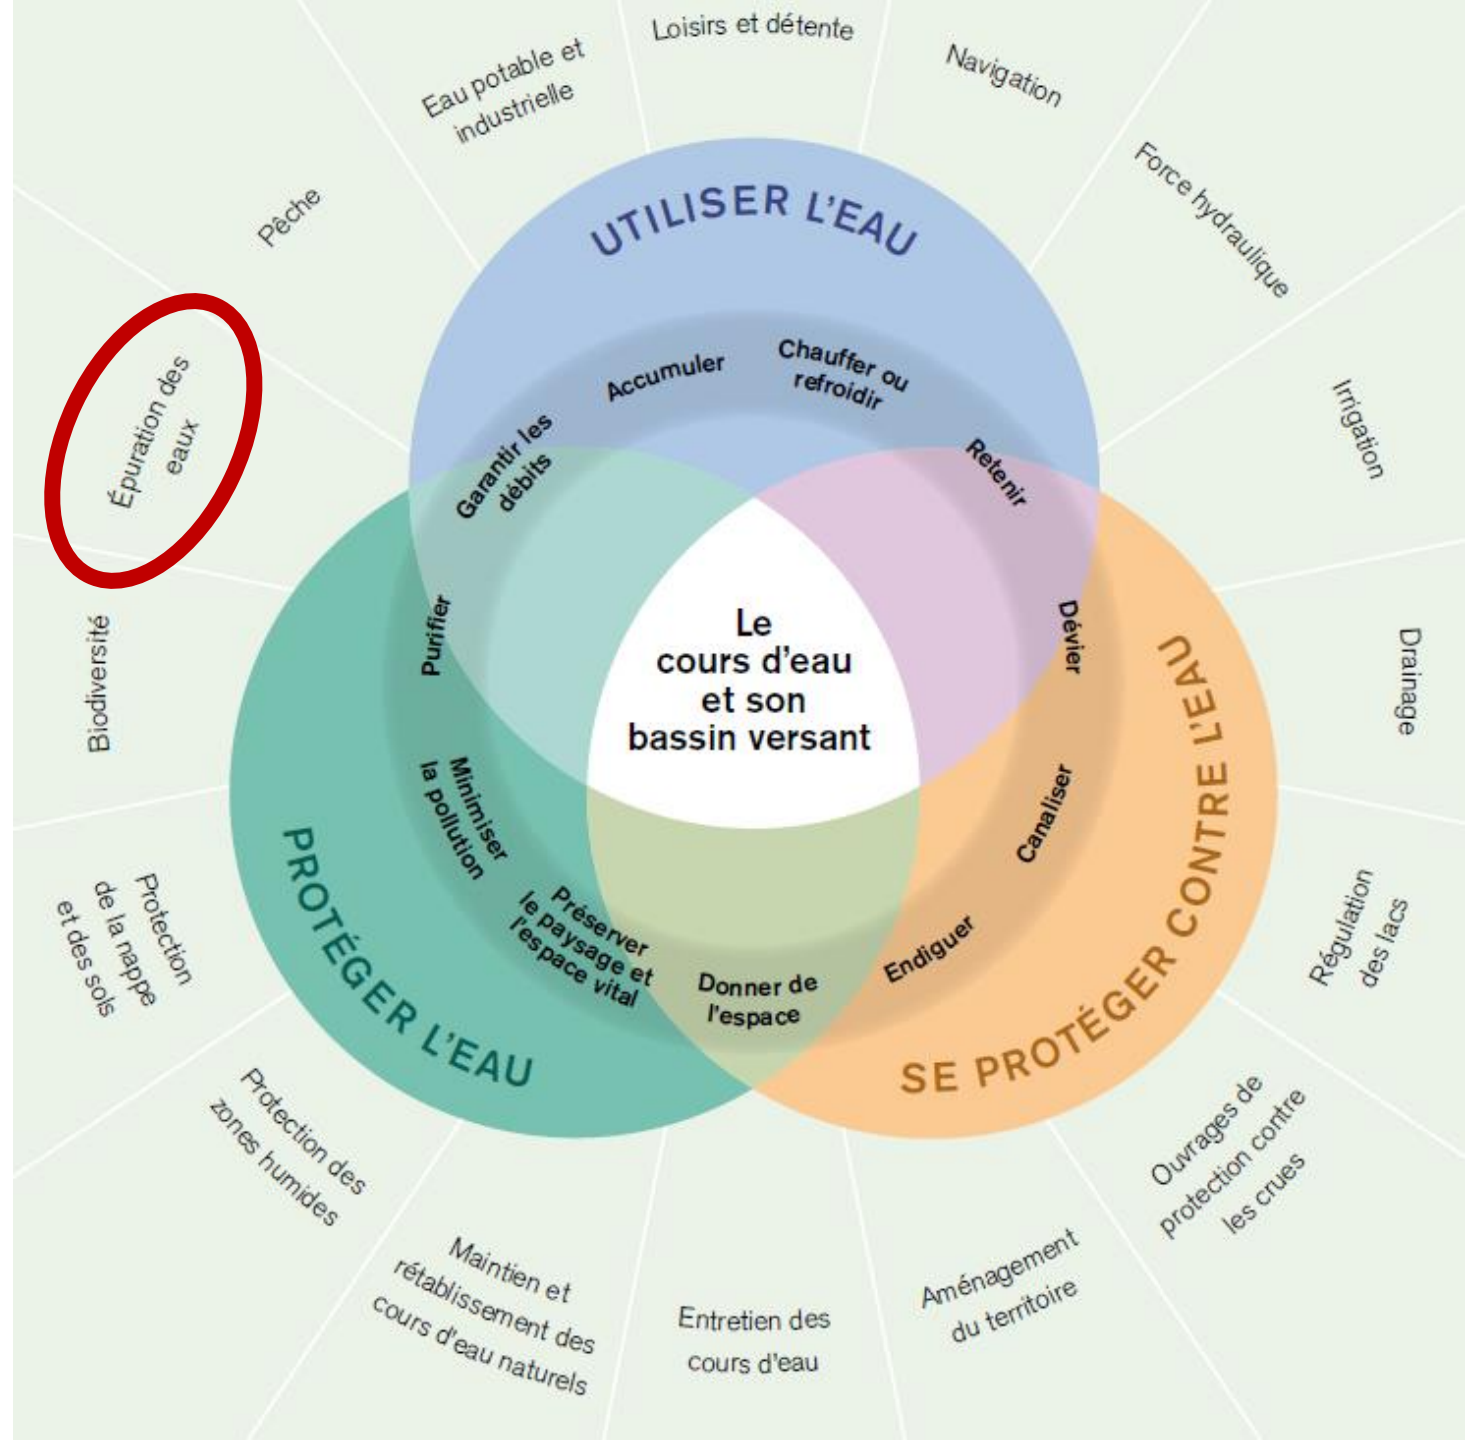 Loisirs et détente
Navigation
Force hydraulique
Irrigation
Drainage
Régulation
des lacs
Ouvrages de
protection contre
les crues
Aménagement
du territoire
Entretien des
cours d'eau
Maintien et
rétablissement des
cours d'eau naturels
Protection des
zones humides
Protection
de la nappe
et des sols
Biodiversité
Épuration des
eaux
Pêche
Eau potable et
industrielle
UTILISER L'EAU
SE PROTÉGER CONTRE L'EAU
PROTÉGER L'EAU
Accumuler
Chauffer ou
refroidir
Retenir
Dévier
Canaliser
Endiguer
Donner de
l'espace
Préserver
le paysage et
l'espace vital
Minimiser
la pollution
Purifier
Garantir les
débits
Le
cours d'eau
et son
bassin versant